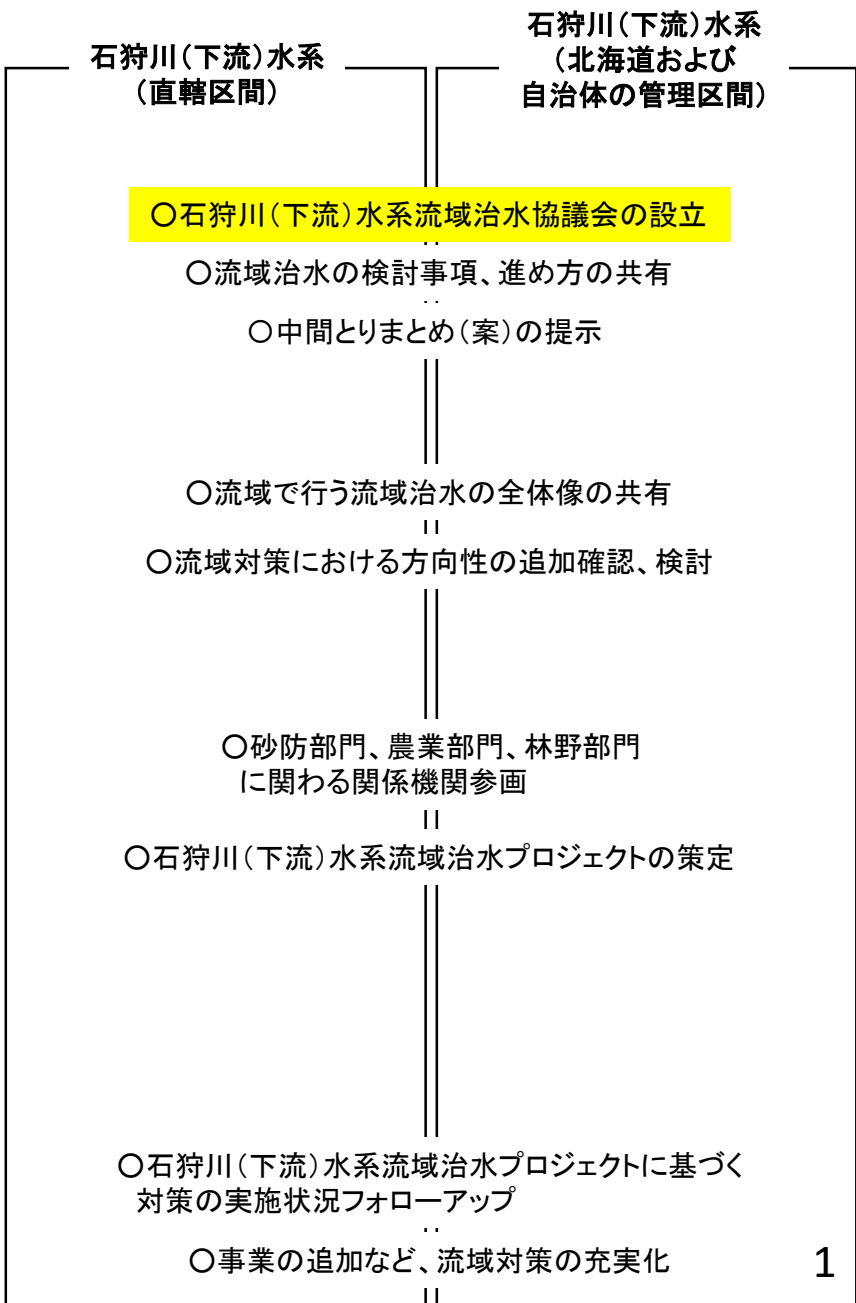 石狩川（下流）水系
（直轄区間）
石狩川（下流）水系
（北海道および
自治体の管理区間）
〇石狩川（下流）水系流域治水協議会の設立
〇流域治水の検討事項、進め方の共有
〇中間とりまとめ（案）の提示
〇流域で行う流域治水の全体像の共有
〇流域対策における方向性の追加確認、検討
〇砂防部門、農業部門、林野部門
に関わる関係機関参画
〇石狩川（下流）水系流域治水プロジェクトの策定
〇石狩川（下流）水系流域治水プロジェクトに基づく
対策の実施状況フォローアップ
〇事業の追加など、流域対策の充実化
1